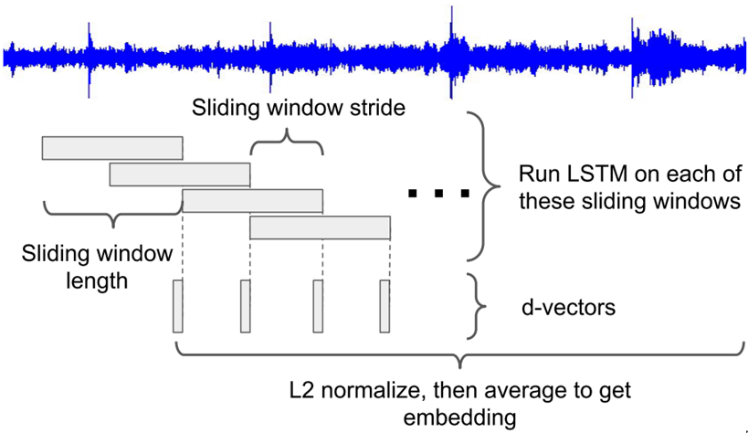 Sliding window stride
Run LSTM on each of
these sliding windows
Sliding window
length
d-vectors
L2 normalize, then average to get
embedding